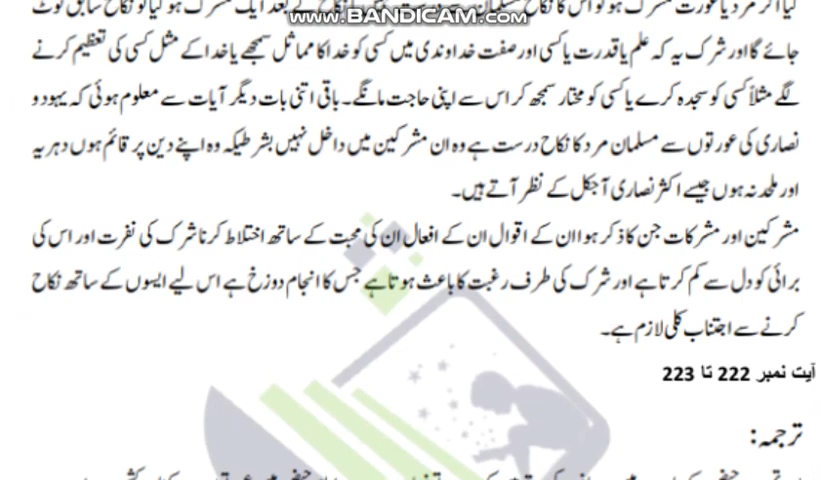 www.BANDICAM.com
جائے گا اور شرک یہ کہ علم یا قدرت یا کسی اور صفت خداوندی میں کسی کو خدا کا مماثل سمجھے یا خدا کے مثل کسی کی تعظیم کرنے
لگے مثلاً کسی کو سجدہ کرے یا کسی کو مختار سمجھ کر اس سے اپنی حاجت مانگے۔ باقی اتنی بات دیگر آیات سے معلوم ہوئی کہ یہود و
نصاری کی عورتوں سے مسلمان مرد کا نکاح درست ہے وہ ان مشرکین میں داخل نہیں بشرطیکہ وہ اپنے دین پر قائم ہوں دہریہ
اور ملحد نہ ہوں جیسے اکثر نصاری آجکل کے نظر آتے ہیں۔
مشرکین اور مشرکات جن کا ذکر ہوا ان کے اقوال ان کے افعال ان کی محبت کے ساتھ اختلاط کرنا شرک کی نفرت اور اس کی
برائی کو دل سے کم کرتا ہے اور شرک کی طرف رغبت کا باعث ہوتا ہے جس کا انجام دوزخ ہے اس لیے ایسوں کے ساتھ نکاح
کرنے سے اجتناب کلی لازم ہے۔
آیت نمبر 222 تا 223
ترجمہ: